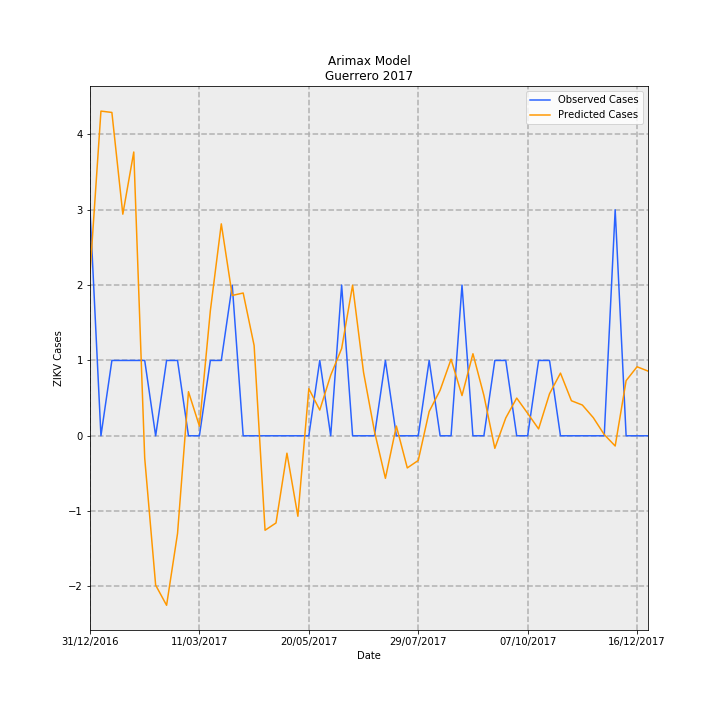 Arimax Model
Guerrero 2017
Observed Cases
Predicted Cases
ZIKV Cases
4
3
2
1
0
−1
−2
31/12/2016 11/03/2017 20/05/2017 29/07/2017 07/10/2017 16/12/2017
Date